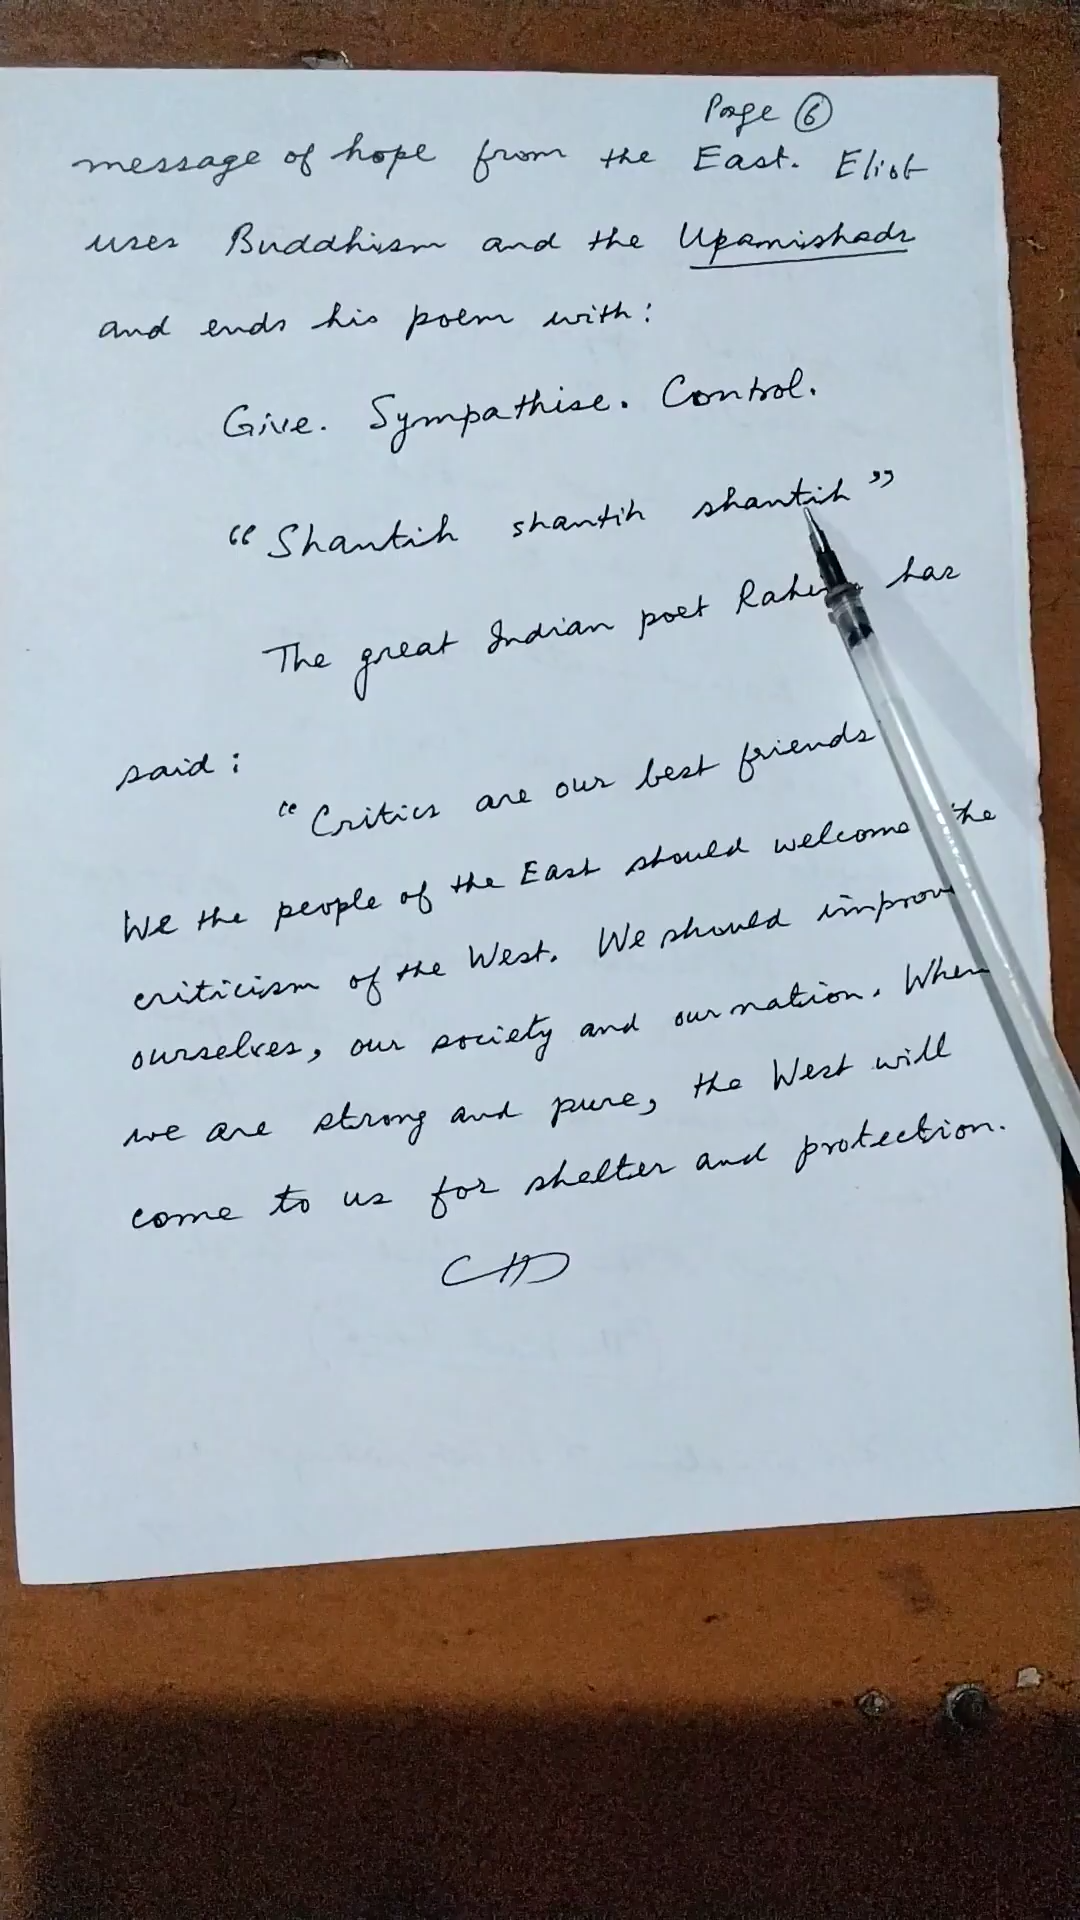 Page 6
message of hope from the East. Eliot
uses Buddhism and the Upanishads
and ends his poem with:
Give. Sympathise. Control.
"Shantih shantih shantih"
The great Indian poet has
said:
"Critics are our best friends
We the people of the East should welcome the
criticism of the West. We should improve
ourselves, our society and our nation. When
we are strong and pure, the West will
come to us for shelter and protection.